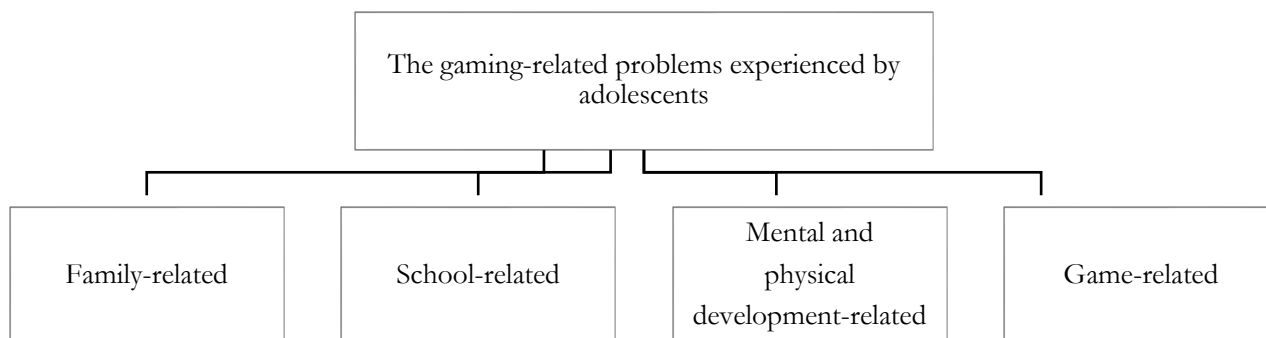 The gaming-related problems experienced by
adolescents
Family-related
School-related
Mental and
physical
development-related
Game-related